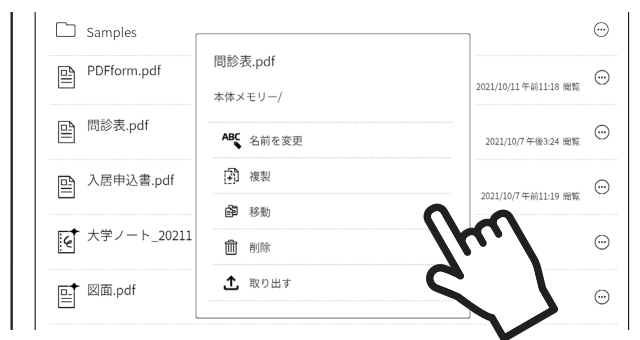 Samples
PDFform.pdf
2021/10/11 午前11:18 閲覧
問診表.pdf
2021/10/7 午後3:24 閲覧
入居申込書.pdf
2021/10/7 午前11:19 閲覧
大学ノート_20211
図面.pdf
問診表.pdf
本体メモリー/
ABC 名前を変更
複製
移動
削除
取り出す